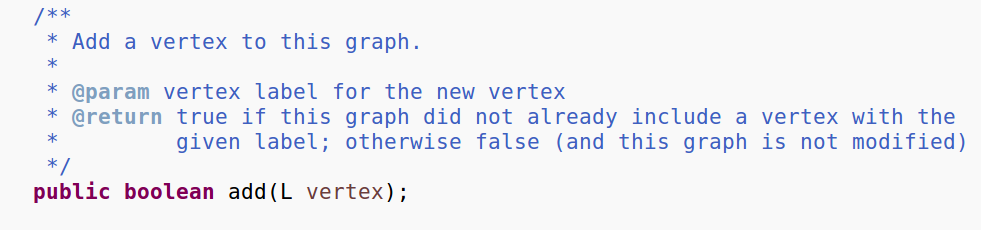 /**
 * Add a vertex to this graph.
 *
 * @param vertex label for the new vertex
 * @return true if this graph did not already include a vertex with the
 *         given label; otherwise false (and this graph is not modified)
 */
public boolean add(L vertex);